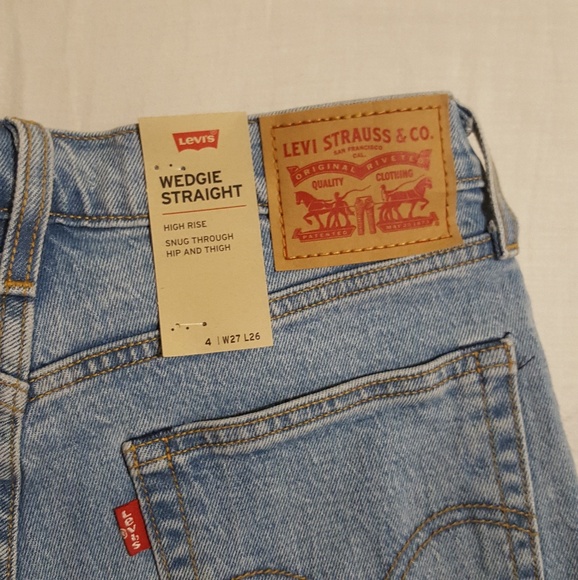 Levi's
WEDGIE
STRAIGHT
HIGH RISE
SNUG THROUGH
HIP AND THIGH
4 | W27 L26
LEVI STRAUSS & CO.
SAN FRANCISCO
CAL.
ORIGINAL RIVETED
QUALITY CLOTHING
PATENTED
Levi's